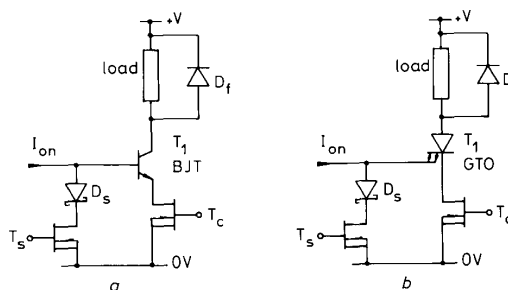 +V
load
D_f
I_on
T_1
BJT
D_s
T_s
T_c
0V
a
+V
load
D
I_on
T_1
GTO
D_s
T_s
T_c
0V
b